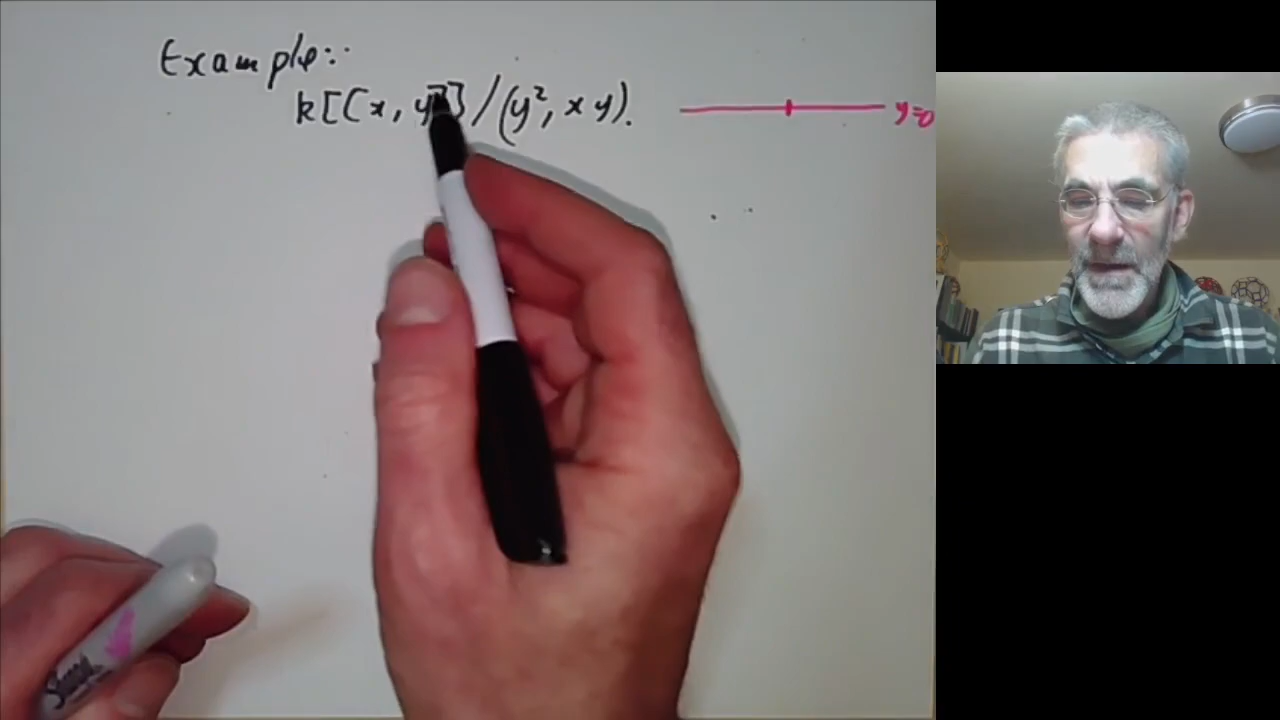 Example:
k[[x, y]]/(y², xy).
y=0